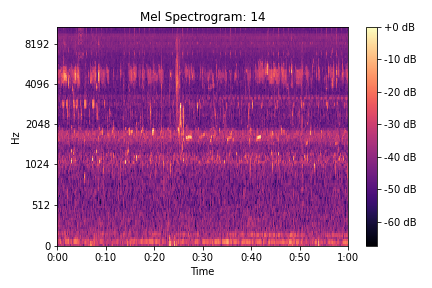 Mel Spectrogram: 14
+0 dB
8192
-10 dB
4096
-20 dB
2048
-30 dB
Hz
1024
-40 dB
512
-50 dB
-60 dB
0
0:00 0:10 0:20 0:30 0:40 0:50 1:00
Time